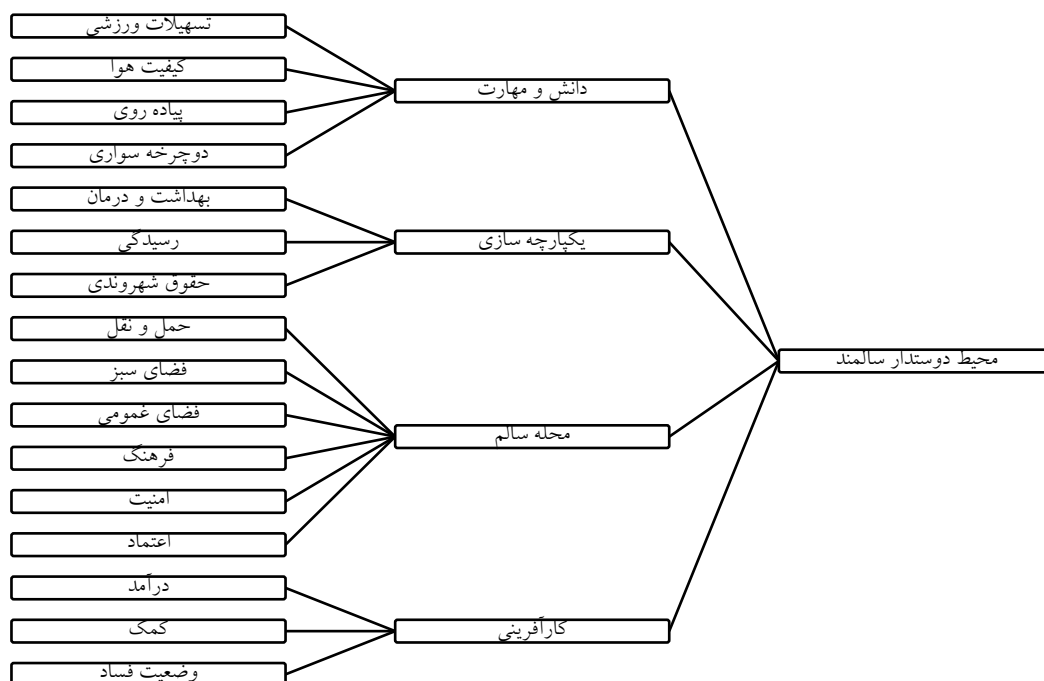 محیط دوستدار سالمند
دانش و مهارت
تسهیلات ورزشی
کیفیت هوا
پیاده روی
دوچرخه سواری
یکپارچه سازی
بهداشت و درمان
رسیدگی
حقوق شهروندی
محله سالم
حمل و نقل
فضای سبز
فضای غمومی
فرهنگ
امنیت
اعتماد
کارآفرینی
درآمد
کمک
وضعیت فساد